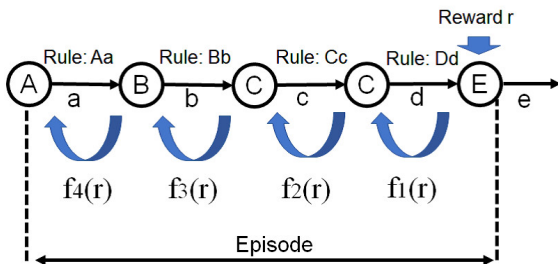 Reward r
Rule: Aa Rule: Bb Rule: Cc Rule: Dd
A B C C E
a b c d e
f4(r) f3(r) f2(r) f1(r)
Episode